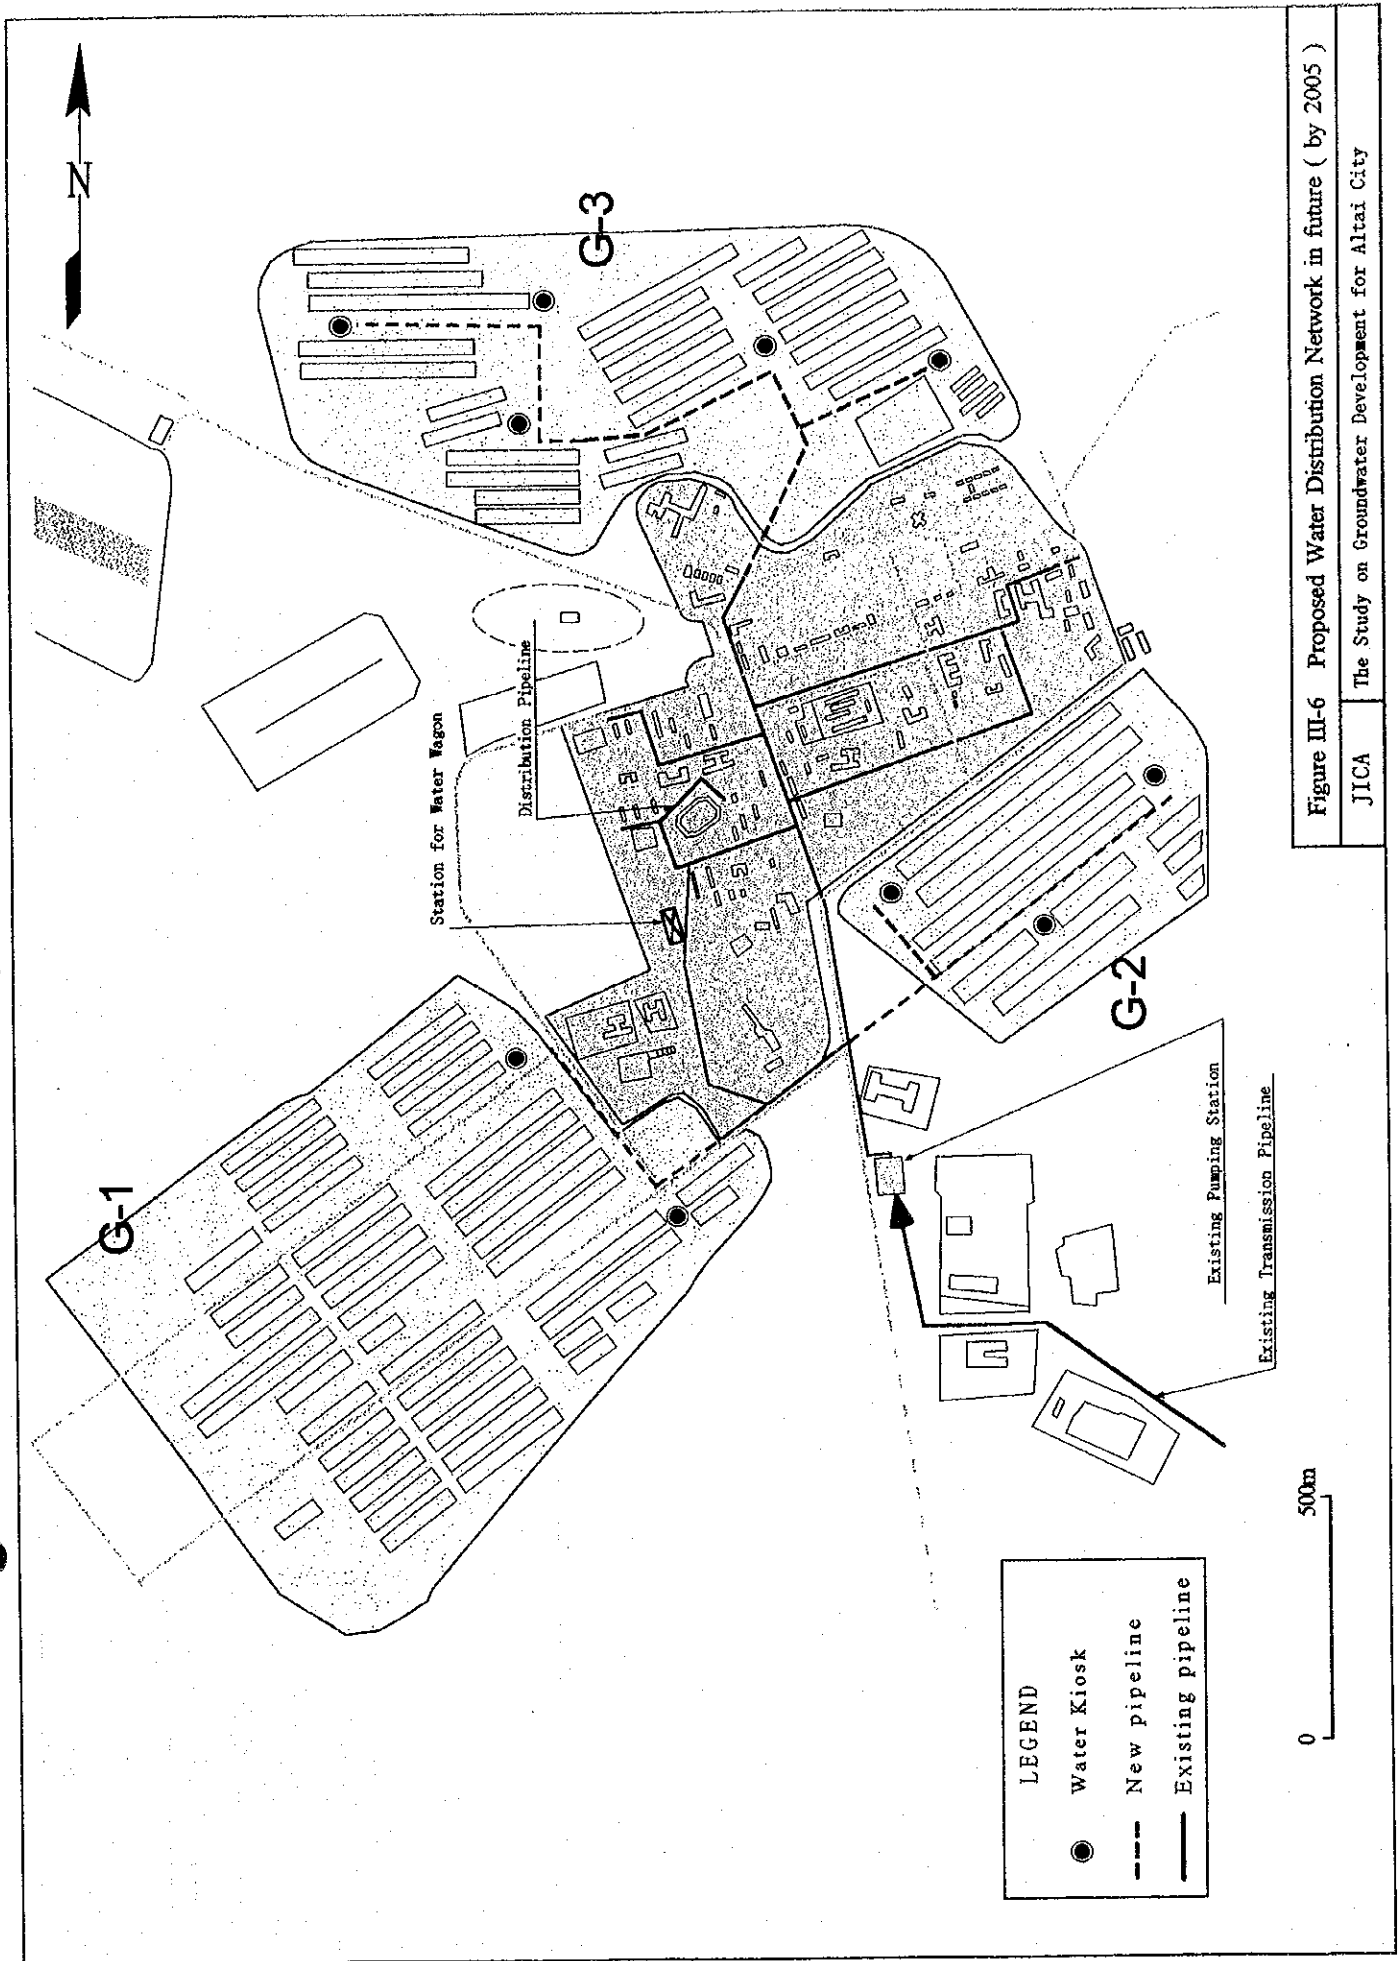 N
G-1
G-2
G-3
Station for Water Wagon
Distribution Pipeline
Existing Pumping Station
Existing Transmission Pipeline
LEGEND
Water Kiosk
New pipeline
Existing pipeline
0 500m
Figure III-6 Proposed Water Distribution Network in future ( by 2005 )
JICA The Study on Groundwater Development for Altai City